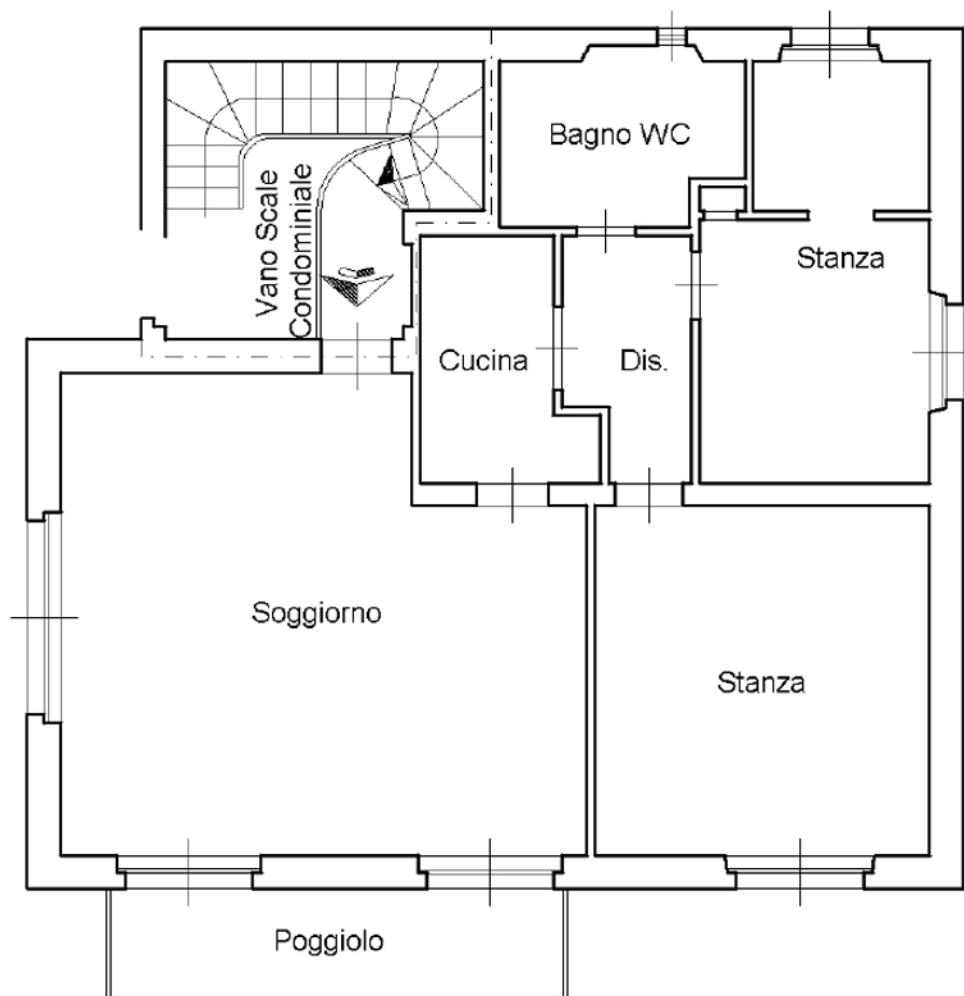 Bagno WC
Vano Scale
Condominiale
Stanza
Cucina
Dis.
Soggiorno
Stanza
Poggiolo